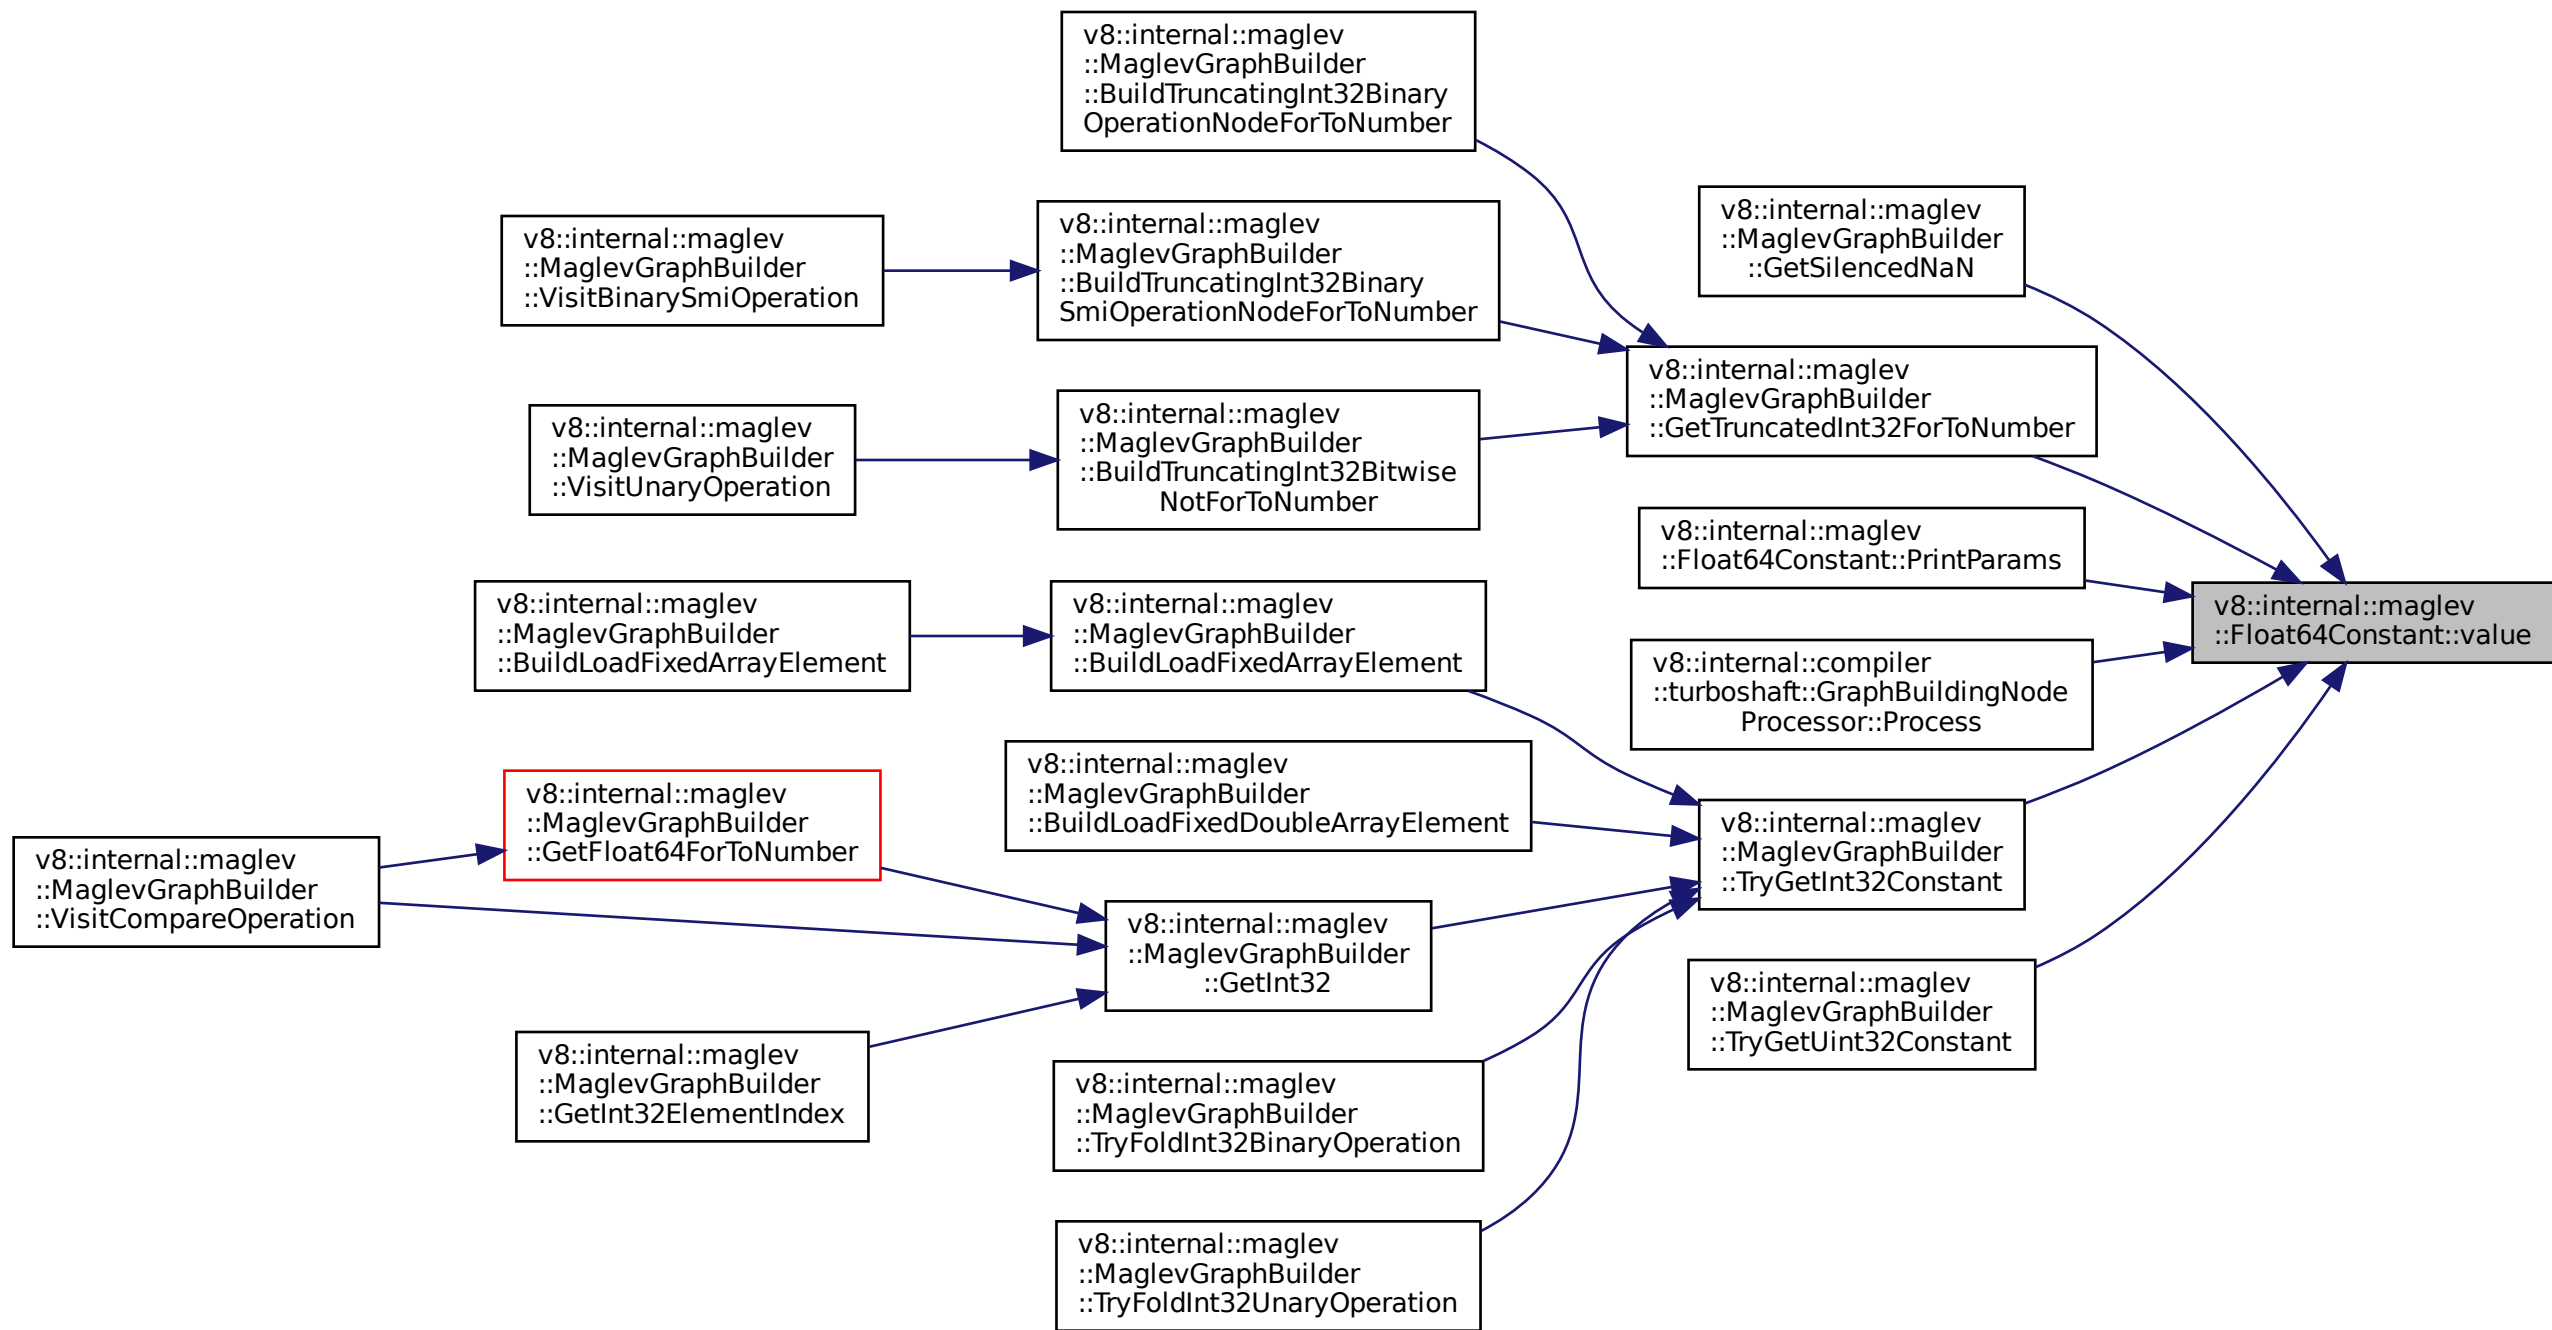 v8::internal::maglev
::MaglevGraphBuilder
::BuildTruncatingInt32Binary
OperationNodeForToNumber
v8::internal::maglev
::MaglevGraphBuilder
::GetSilencedNaN
v8::internal::maglev
::MaglevGraphBuilder
::VisitBinarySmiOperation
v8::internal::maglev
::MaglevGraphBuilder
::BuildTruncatingInt32Binary
SmiOperationNodeForToNumber
v8::internal::maglev
::MaglevGraphBuilder
::GetTruncatedInt32ForToNumber
v8::internal::maglev
::MaglevGraphBuilder
::VisitUnaryOperation
v8::internal::maglev
::MaglevGraphBuilder
::BuildTruncatingInt32Bitwise
NotForToNumber
v8::internal::maglev
::Float64Constant::PrintParams
v8::internal::maglev
::Float64Constant::value
v8::internal::maglev
::MaglevGraphBuilder
::BuildLoadFixedArrayElement
v8::internal::maglev
::MaglevGraphBuilder
::BuildLoadFixedArrayElement
v8::internal::compiler
::turboshaft::GraphBuildingNode
Processor::Process
v8::internal::maglev
::MaglevGraphBuilder
::BuildLoadFixedDoubleArrayElement
v8::internal::maglev
::MaglevGraphBuilder
::GetFloat64ForToNumber
v8::internal::maglev
::MaglevGraphBuilder
::TryGetInt32Constant
v8::internal::maglev
::MaglevGraphBuilder
::VisitCompareOperation
v8::internal::maglev
::MaglevGraphBuilder
::GetInt32
v8::internal::maglev
::MaglevGraphBuilder
::TryGetUint32Constant
v8::internal::maglev
::MaglevGraphBuilder
::GetInt32ElementIndex
v8::internal::maglev
::MaglevGraphBuilder
::TryFoldInt32BinaryOperation
v8::internal::maglev
::MaglevGraphBuilder
::TryFoldInt32UnaryOperation